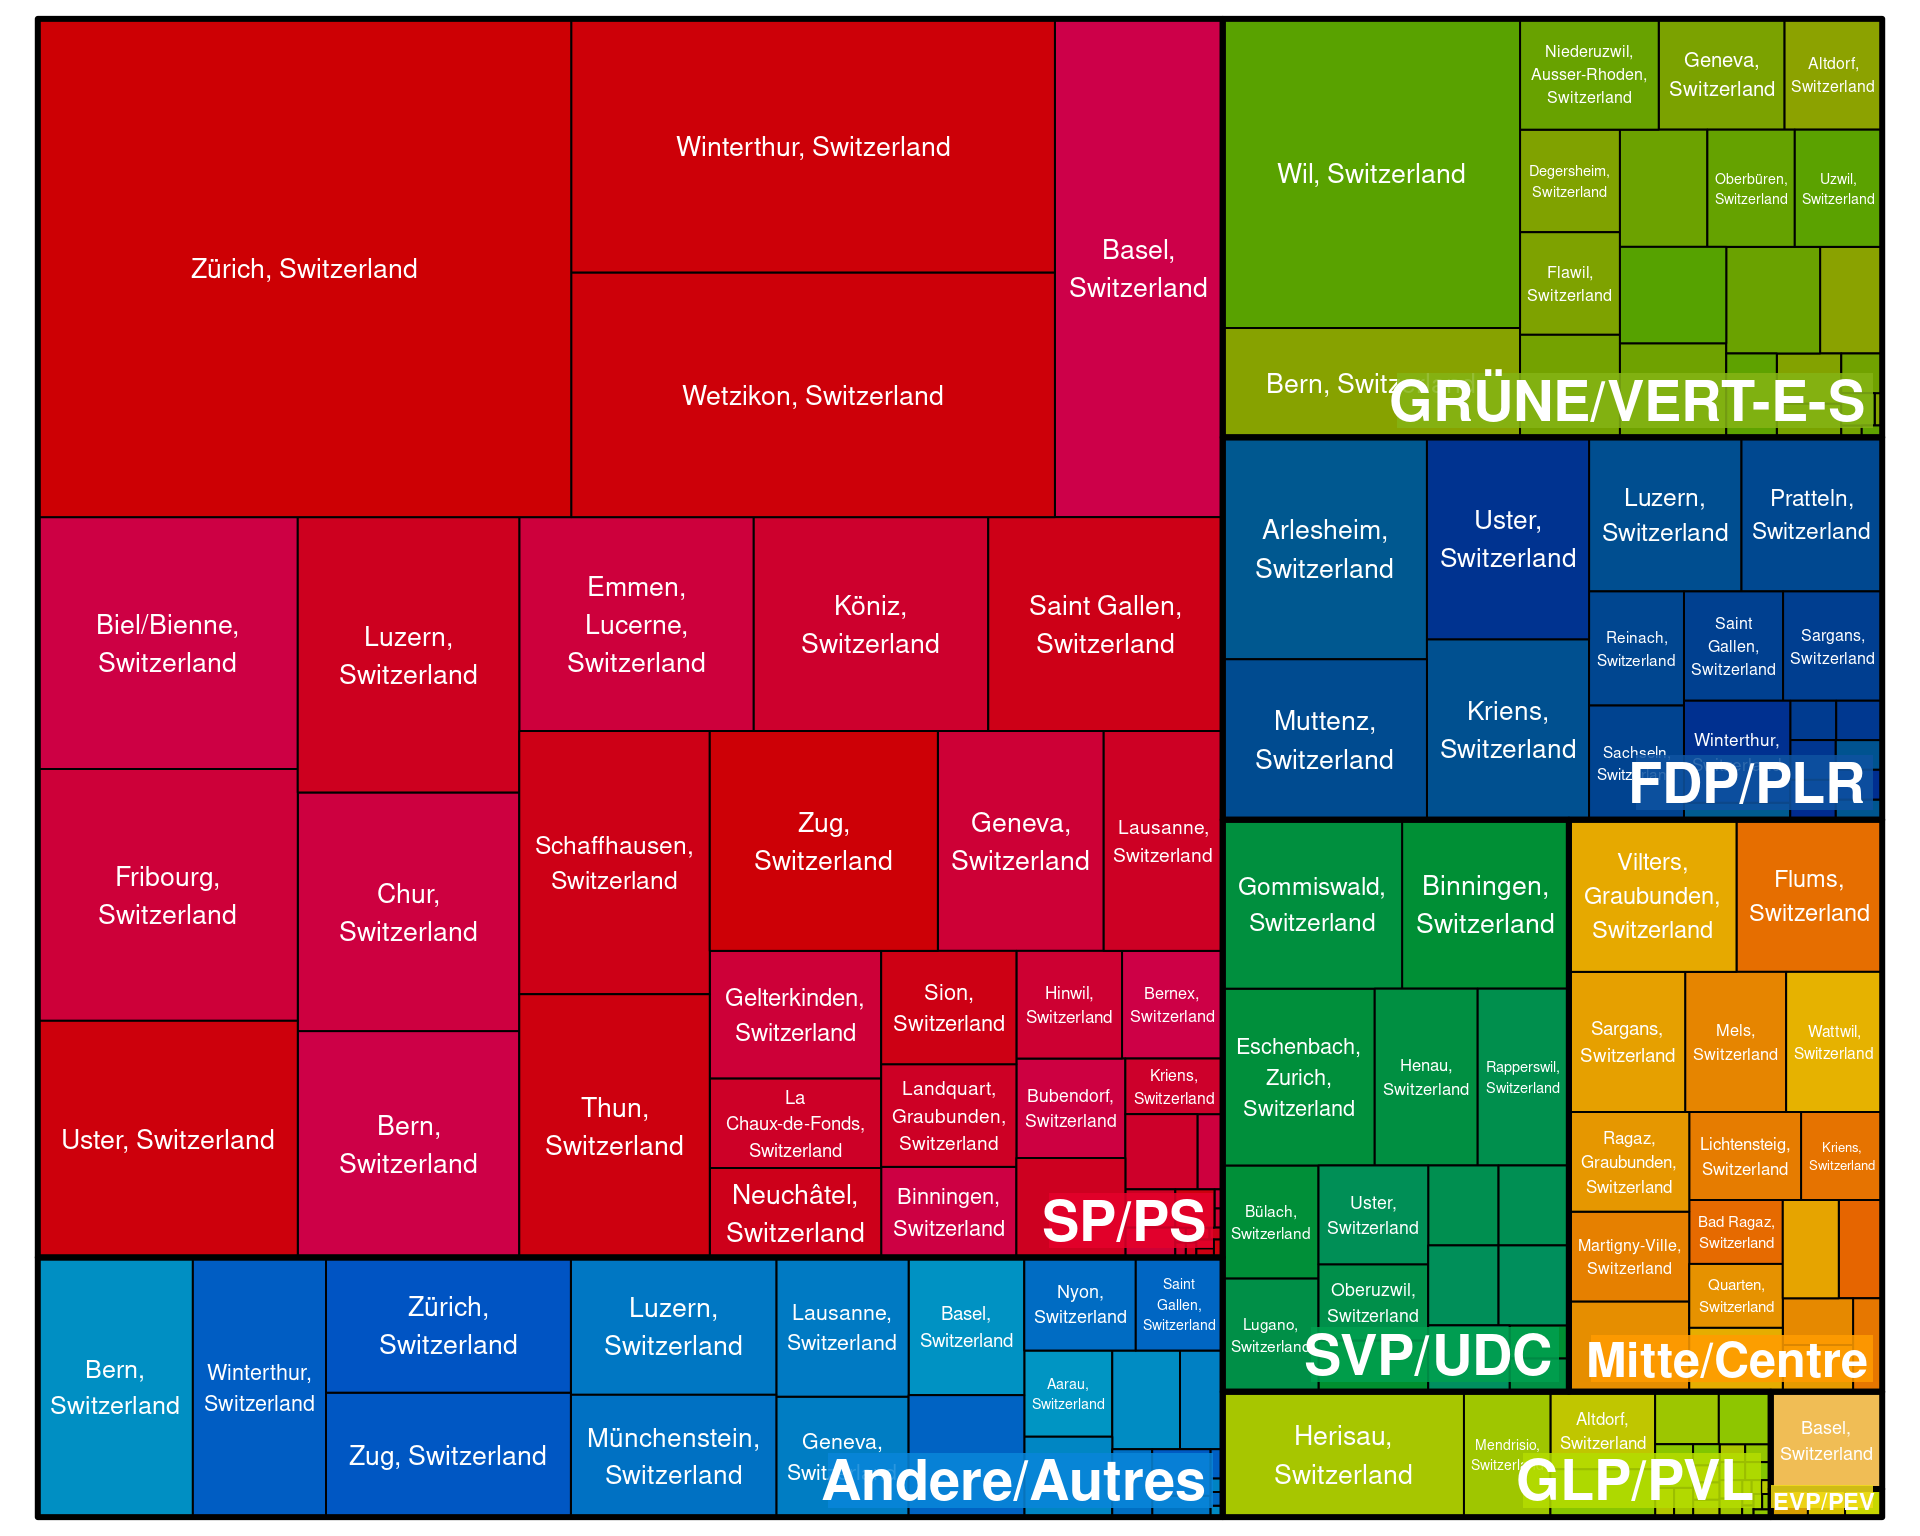 Zürich, Switzerland
Winterthur, Switzerland
Wetzikon, Switzerland
Basel,
Switzerland
Biel/Bienne,
Switzerland
Fribourg,
Switzerland
Uster, Switzerland
Luzern,
Switzerland
Chur,
Switzerland
Bern,
Switzerland
Emmen,
Lucerne,
Switzerland
Köniz,
Switzerland
Saint Gallen,
Switzerland
Schaffhausen,
Switzerland
Thun,
Switzerland
Zug,
Switzerland
Geneva,
Switzerland
Lausanne,
Switzerland
Gelterkinden,
Switzerland
La
Chaux-de-Fonds,
Switzerland
Neuchâtel,
Switzerland
Sion,
Switzerland
Landquart,
Graubunden,
Switzerland
Binningen,
Switzerland
Hinwil,
Switzerland
Bernex,
Switzerland
Bubendorf,
Switzerland
Kriens,
Switzerland
SP/PS
Bern,
Switzerland
Winterthur,
Switzerland
Zürich,
Switzerland
Zug, Switzerland
Luzern,
Switzerland
Münchenstein,
Switzerland
Lausanne,
Switzerland
Geneva,
Switzerland
Basel,
Switzerland
Nyon,
Switzerland
Saint
Gallen,
Switzerland
Aarau,
Switzerland
Andere/Autres
Wil, Switzerland
Bern, Switzerland
Niederuzwil,
Ausser-Rhoden,
Switzerland
Geneva,
Switzerland
Altdorf,
Switzerland
Degersheim,
Switzerland
Oberbüren,
Switzerland
Uzwil,
Switzerland
Flawil,
Switzerland
GRÜNE/VERT-E-S
Arlesheim,
Switzerland
Muttenz,
Switzerland
Uster,
Switzerland
Kriens,
Switzerland
Luzern,
Switzerland
Pratteln,
Switzerland
Reinach,
Switzerland
Saint
Gallen,
Switzerland
Sargans,
Switzerland
Sachseln,
Switzerland
Winterthur,
Switzerland
FDP/PLR
Gommiswald,
Switzerland
Binningen,
Switzerland
Eschenbach,
Zurich,
Switzerland
Henau,
Switzerland
Rapperswil,
Switzerland
Bülach,
Switzerland
Lugano,
Switzerland
Uster,
Switzerland
Oberuzwil,
Switzerland
SVP/UDC
Vilters,
Graubunden,
Switzerland
Flums,
Switzerland
Sargans,
Switzerland
Mels,
Switzerland
Wattwil,
Switzerland
Ragaz,
Graubunden,
Switzerland
Lichtensteig,
Switzerland
Kriens,
Switzerland
Martigny-Ville,
Switzerland
Bad Ragaz,
Switzerland
Quarten,
Switzerland
Mitte/Centre
Herisau,
Switzerland
Mendrisio,
Switzerland
Altdorf,
Switzerland
GLP/PVL
Basel,
Switzerland
EVP/PEV